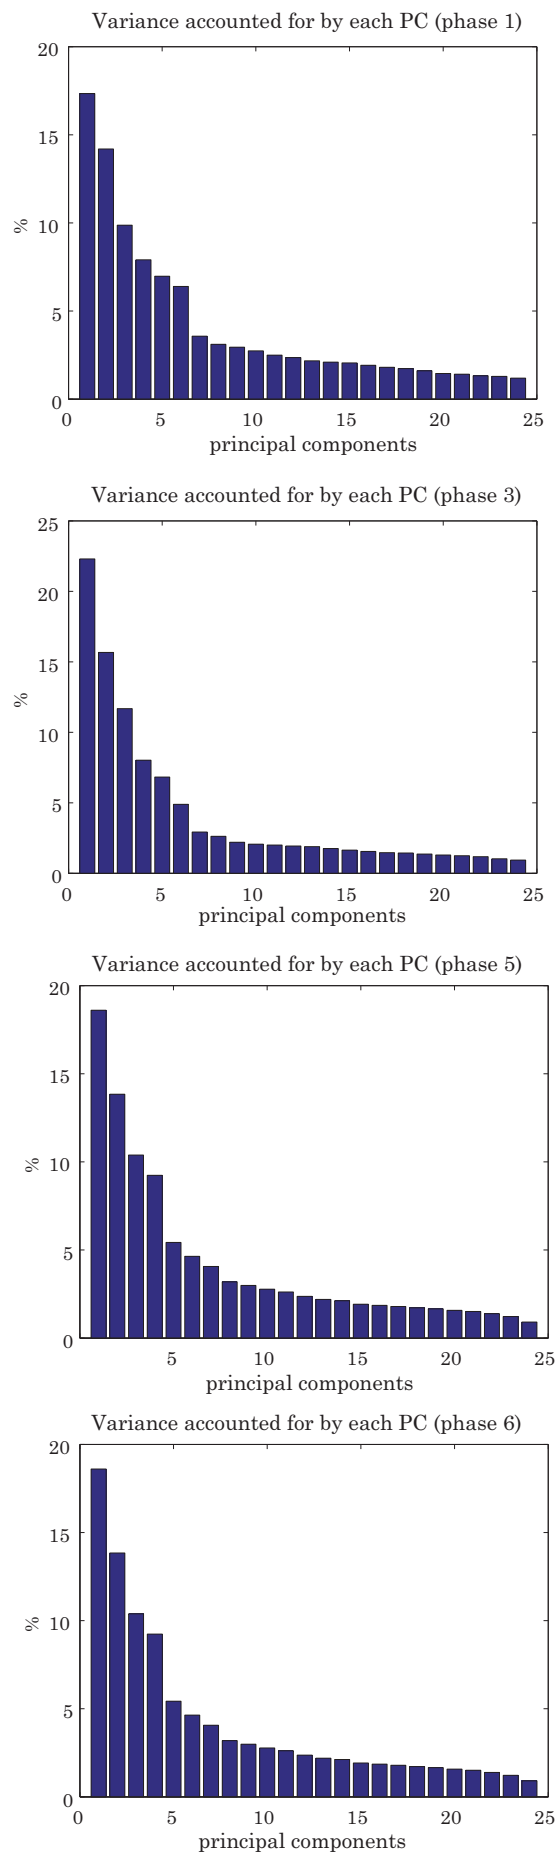 Variance accounted for by each PC (phase 1)
20
15
10
5
0
%
0 5 10 15 20 25
principal components
Variance accounted for by each PC (phase 3)
25
20
15
10
5
0
%
0 5 10 15 20 25
principal components
Variance accounted for by each PC (phase 5)
20
15
10
5
0
%
5 10 15 20 25
principal components
Variance accounted for by each PC (phase 6)
20
15
10
5
0
%
0 5 10 15 20 25
principal components